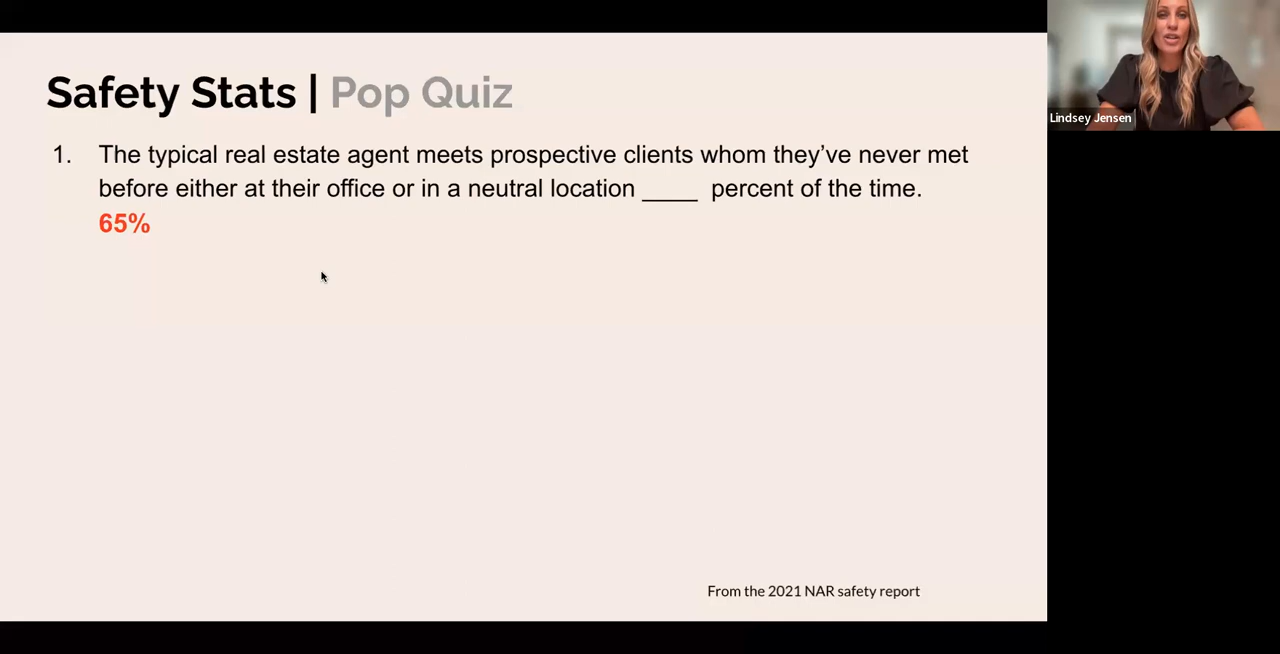 Safety Stats | Pop Quiz
1. The typical real estate agent meets prospective clients whom they’ve never met
before either at their office or in a neutral location ____ percent of the time.
65%
From the 2021 NAR safety report
Lindsey Jensen